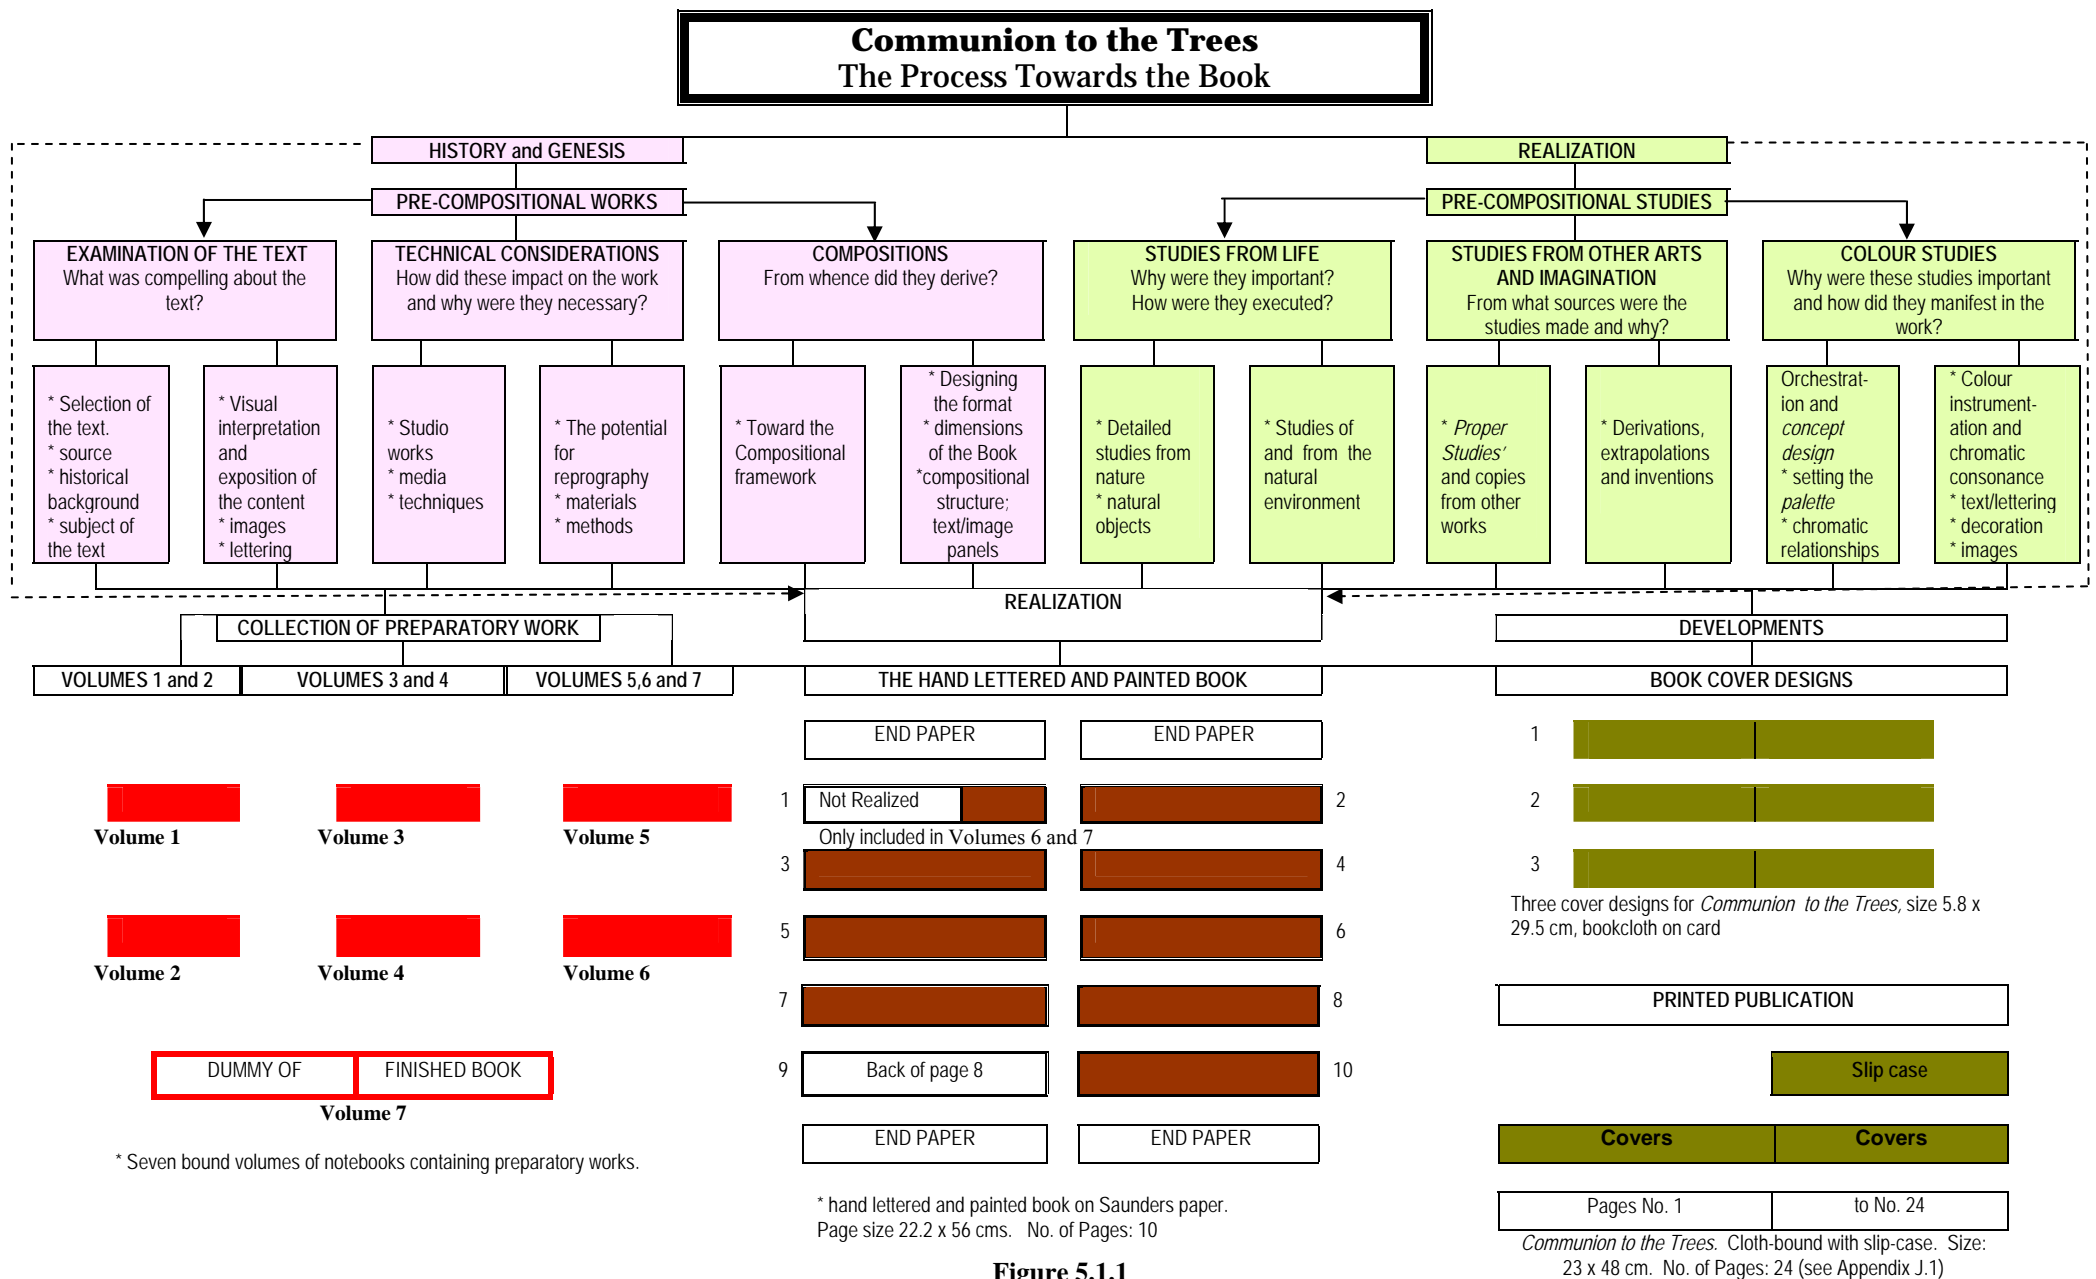 Communion to the Trees
The Process Towards the Book
HISTORY and GENESIS
REALIZATION
PRE-COMPOSITIONAL WORKS
PRE-COMPOSITIONAL STUDIES
EXAMINATION OF THE TEXT
What was compelling about the
text?
TECHNICAL CONSIDERATIONS
How did these impact on the work
and why were they necessary?
COMPOSITIONS
From whence did they derive?
STUDIES FROM LIFE
Why were they important?
How were they executed?
STUDIES FROM OTHER ARTS
AND IMAGINATION
From what sources were the
studies made and why?
COLOUR STUDIES
Why were these studies important
and how did they manifest in the
work?
* Selection of
the text.
* source
* historical
background
* subject of
the text
* Visual
interpretation
and
exposition of
the content
* images
* lettering
* Studio
works
* media
* techniques
* The potential
for
reprography
* materials
* methods
* Toward the
Compositional
framework
* Designing
the format
* dimensions
of the Book
*compositional
structure;
text/image
panels
* Detailed
studies from
nature
* natural
objects
* Studies of
and from the
natural
environment
* Proper
Studies'
and copies
from other
works
* Derivations,
extrapolations
and inventions
Orchestrat-
ion and
concept
design
* setting the
palette
* chromatic
relationships
* Colour
instrument-
ation and
chromatic
consonance
* text/lettering
* decoration
* images
REALIZATION
COLLECTION OF PREPARATORY WORK
DEVELOPMENTS
VOLUMES 1 and 2
VOLUMES 3 and 4
VOLUMES 5,6 and 7
THE HAND LETTERED AND PAINTED BOOK
BOOK COVER DESIGNS
Volume 1
Volume 3
Volume 5
Volume 2
Volume 4
Volume 6
DUMMY OF
FINISHED BOOK
Volume 7
* Seven bound volumes of notebooks containing preparatory works.
END PAPER
END PAPER
1
Not Realized
2
Only included in Volumes 6 and 7
3
4
5
6
7
8
9
Back of page 8
10
END PAPER
END PAPER
* hand lettered and painted book on Saunders paper.
Page size 22.2 x 56 cms. No. of Pages: 10
1
2
3
Three cover designs for Communion to the Trees, size 5.8 x
29.5 cm, bookcloth on card
PRINTED PUBLICATION
Slip case
Covers
Covers
Pages No. 1
to No. 24
Communion to the Trees. Cloth-bound with slip-case. Size:
23 x 48 cm. No. of Pages: 24 (see Appendix J.1)
Figure 5.1.1